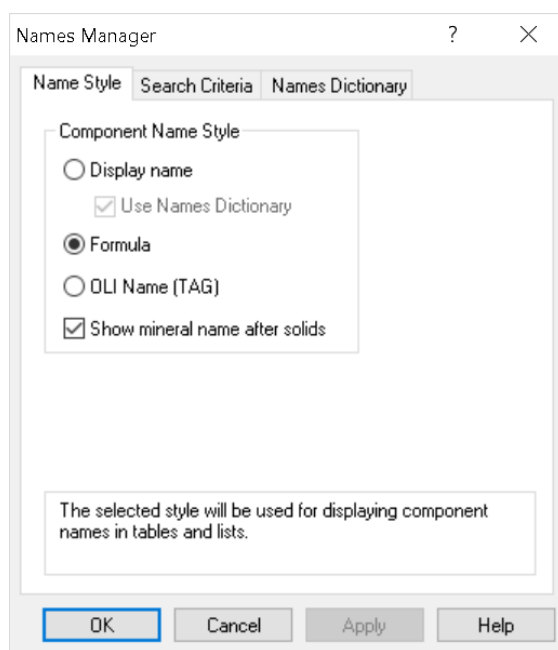 Names Manager ? 
Name Style Search Criteria Names Dictionary
Component Name Style
Display name
Use Names Dictionary
Formula
OLI Name (TAG)
Show mineral name after solids
The selected style will be used for displaying component
names in tables and lists.
OK Cancel Apply Help